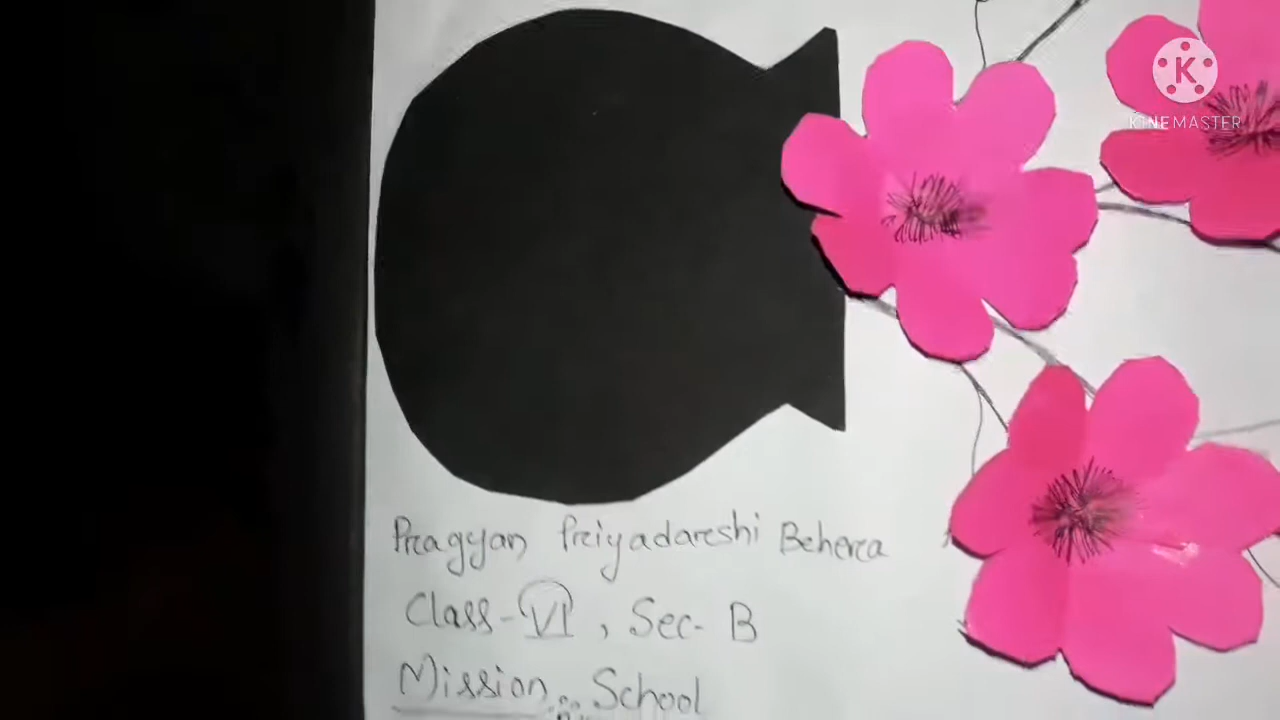 K
KINEMASTER
Pragyan Priyadarshi Behera
Class-VI, Sec- B
Mission School